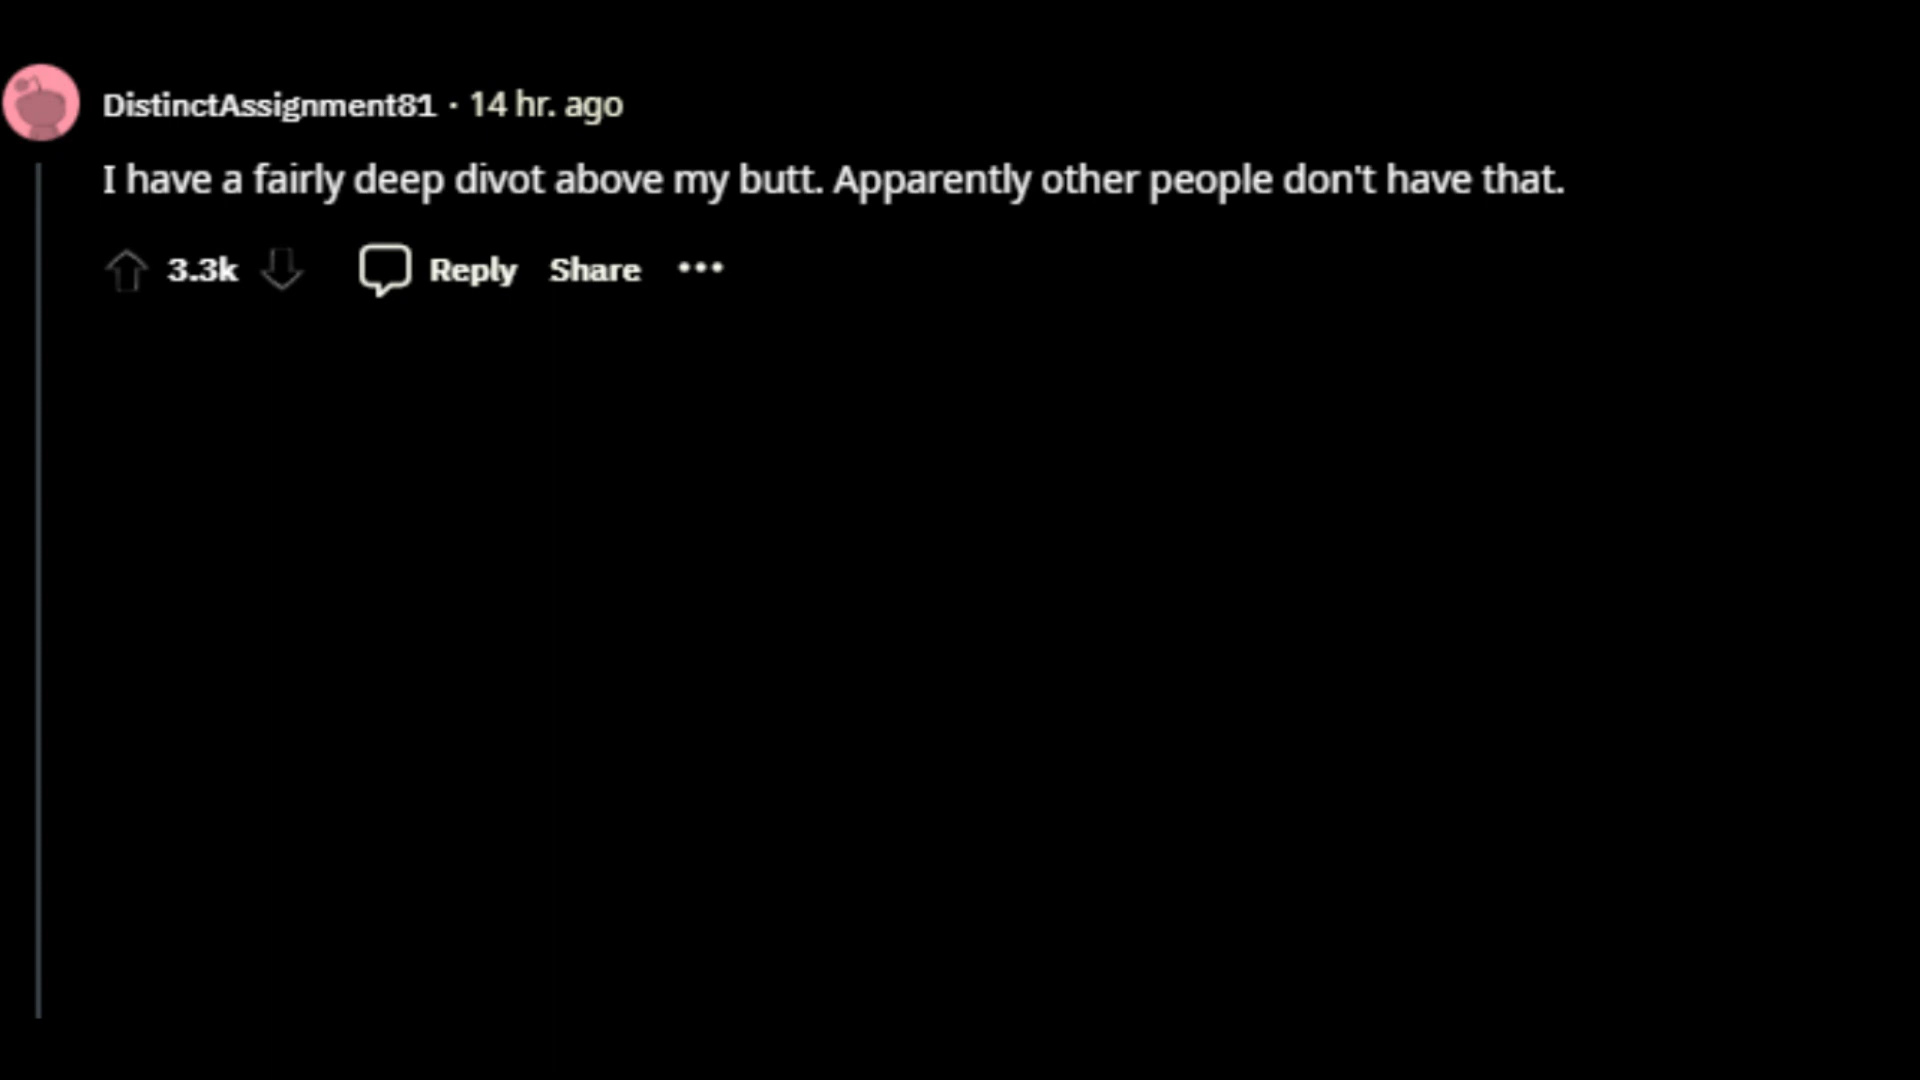 DistinctAssignment81 · 14 hr. ago
I have a fairly deep divot above my butt. Apparently other people don't have that.
3.3k Reply Share •••